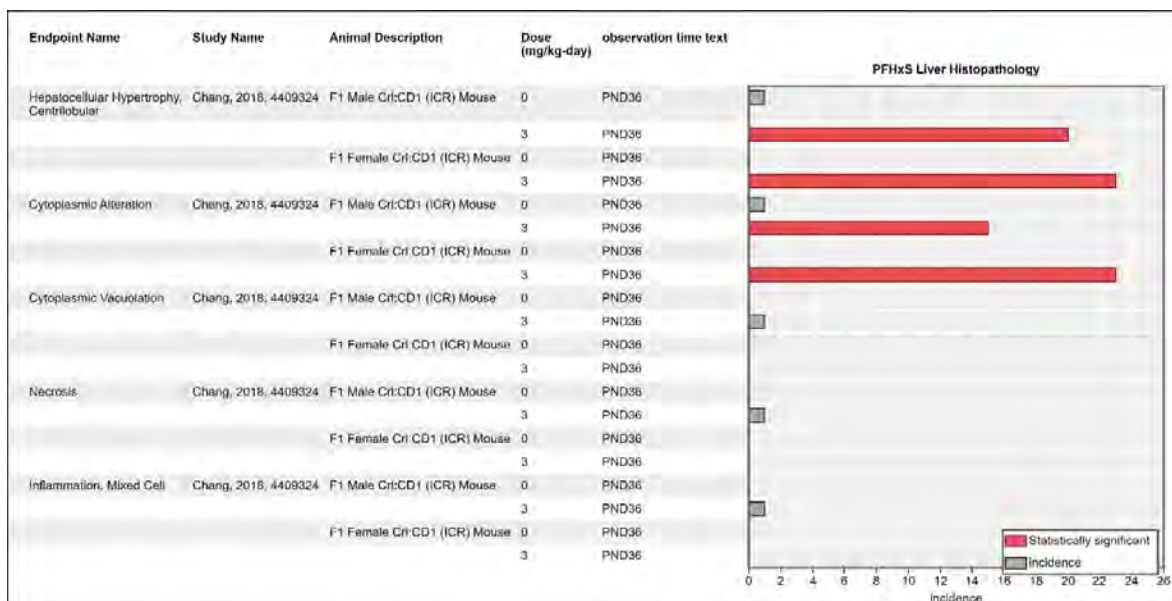 Endpoint Name Study Name Animal Description Dose (mg/kg-day) observation time text
PFHxS Liver Histopathology
Hepatocellular Hypertrophy, Centrilobular Chang, 2018, 4409324 F1 Male Crl:CD1 (ICR) Mouse 0 PND36
3 PND36
F1 Female Crl:CD1 (ICR) Mouse 0 PND36
3 PND36
Cytoplasmic Alteration Chang, 2018, 4409324 F1 Male Crl:CD1 (ICR) Mouse 0 PND36
3 PND36
F1 Female Crl:CD1 (ICR) Mouse 0 PND36
3 PND36
Cytoplasmic Vacuolation Chang, 2018, 4409324 F1 Male Crl:CD1 (ICR) Mouse 0 PND36
3 PND36
F1 Female Crl:CD1 (ICR) Mouse 0 PND36
3 PND36
Necrosis Chang, 2018, 4409324 F1 Male Crl:CD1 (ICR) Mouse 0 PND36
3 PND36
F1 Female Crl:CD1 (ICR) Mouse 0 PND36
3 PND36
Inflammation, Mixed Cell Chang, 2018, 4409324 F1 Male Crl:CD1 (ICR) Mouse 0 PND36
3 PND36
F1 Female Crl:CD1 (ICR) Mouse 0 PND36
3 PND36
Statistically significant
incidence
0 2 4 6 8 10 12 14 16 18 20 22 24 26
incidence